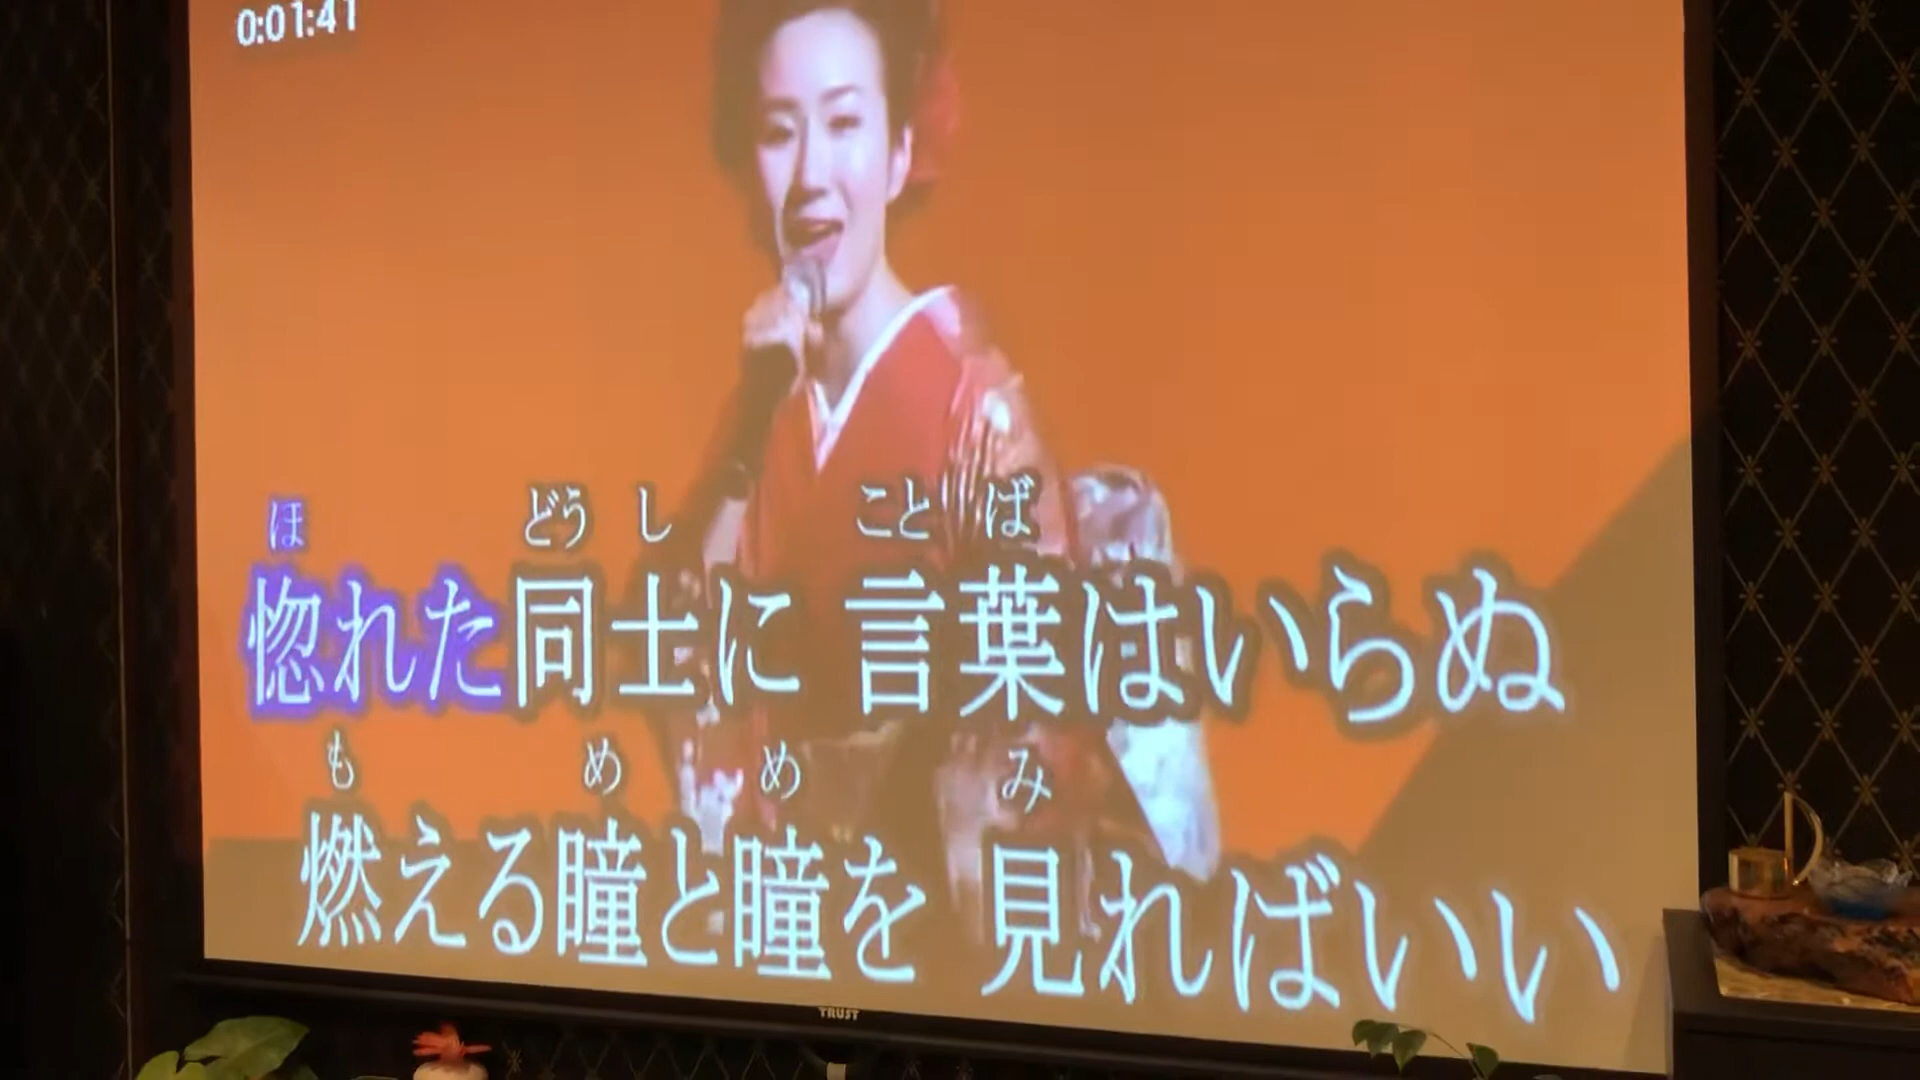 0:01:41
ほ どう し こと ば
惚れた同士に 言葉はいらぬ
も め め み
燃える瞳と瞳を 見ればいい
TRUST